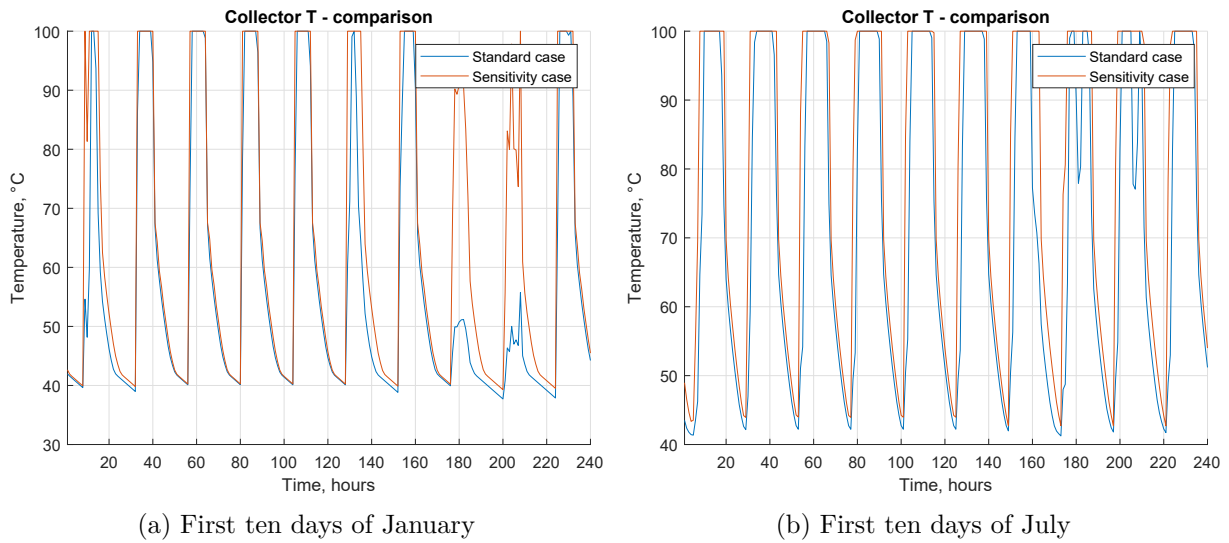 Collector T - comparison
Standard case
Sensitivity case
100
90
80
70
60
50
40
30
Temperature, °C
20 40 60 80 100 120 140 160 180 200 220 240
Time, hours
(a) First ten days of January
Collector T - comparison
Standard case
Sensitivity case
100
90
80
70
60
50
40
Temperature, °C
20 40 60 80 100 120 140 160 180 200 220 240
Time, hours
(b) First ten days of July